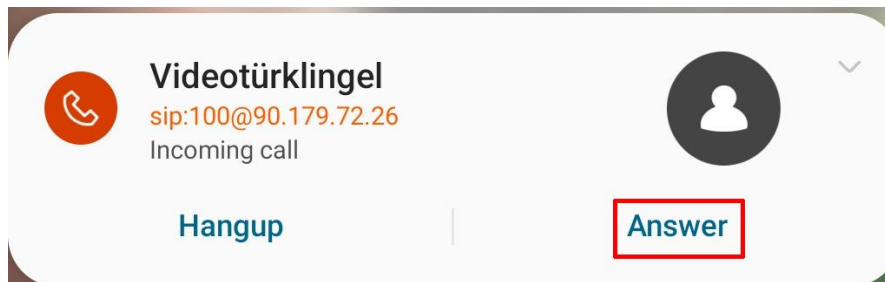 Videotürklingel
sip:100@90.179.72.26
Incoming call
Hangup
Answer